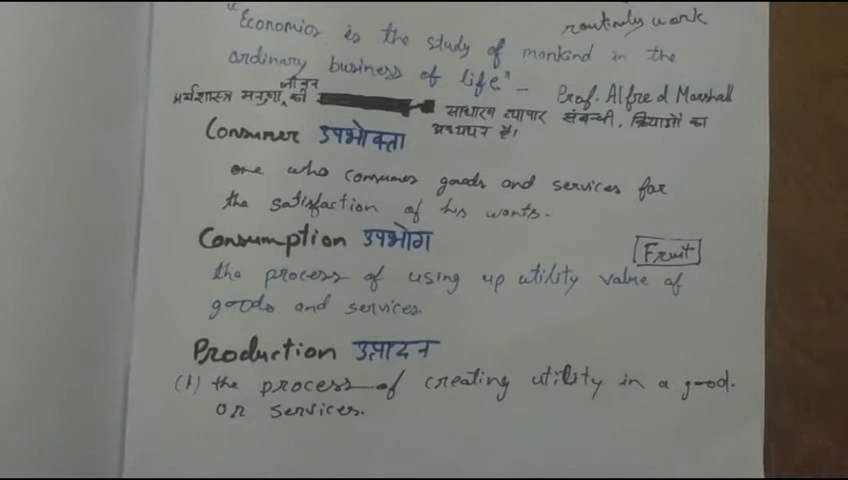 routinly work
"Economics is the study of mankind in the
ordinary business of life" - Prof. Alfred Marshall
अर्थशास्त्र मनुष्य के जीवन की साधारण व्यापार संबन्धी क्रियाओं का
अध्ययन है।
Consumer उपभोक्ता
one who consumes goods and services for
the satisfaction of his wants.
Consumption उपभोग
Fruit
the process of using up utility value of
goods and services.
Production उत्पादन
(1) the process of creating utility in a good.
or services.